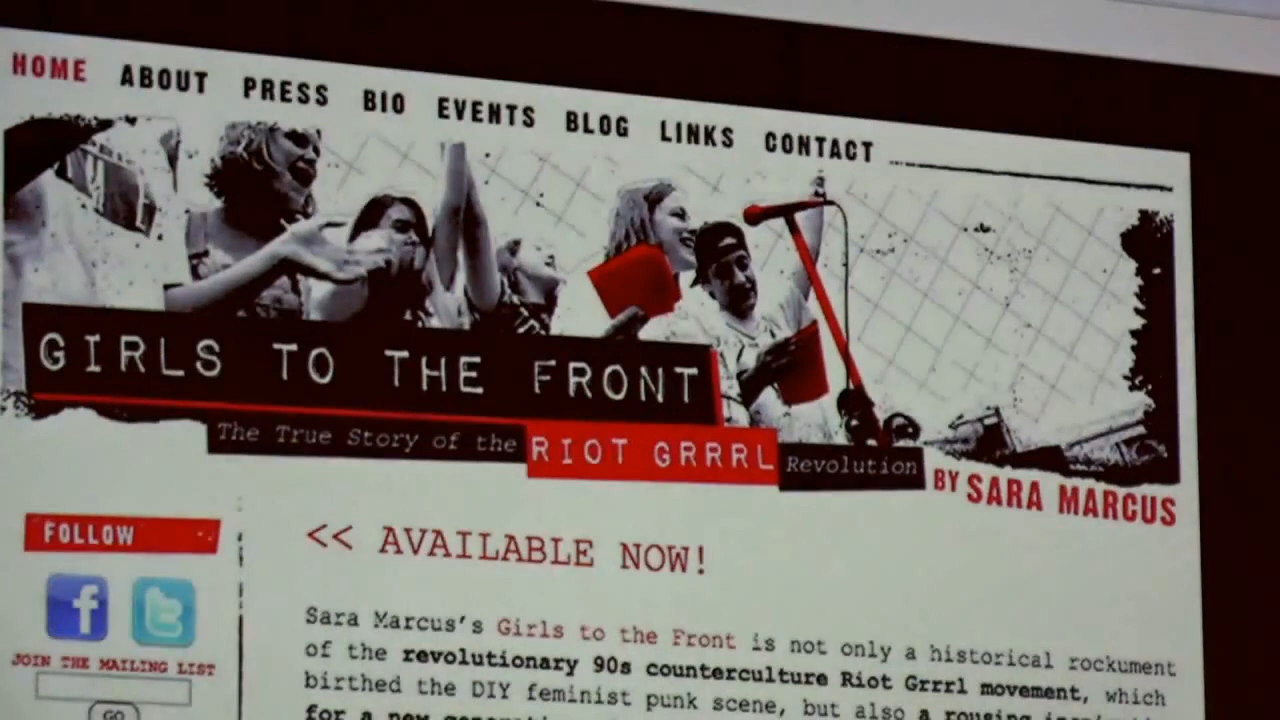 HOME ABOUT PRESS BIO EVENTS BLOG LINKS CONTACT
GIRLS TO THE FRONT
The True Story of the RIOT GRRRL Revolution
BY SARA MARCUS
FOLLOW
f t
JOIN THE MAILING LIST
GO
<< AVAILABLE NOW!
Sara Marcus's Girls to the Front is not only a historical rockument
of the revolutionary 90s counterculture Riot Grrrl movement, which
birthed the DIY feminist punk scene, but also a rousing
for a new